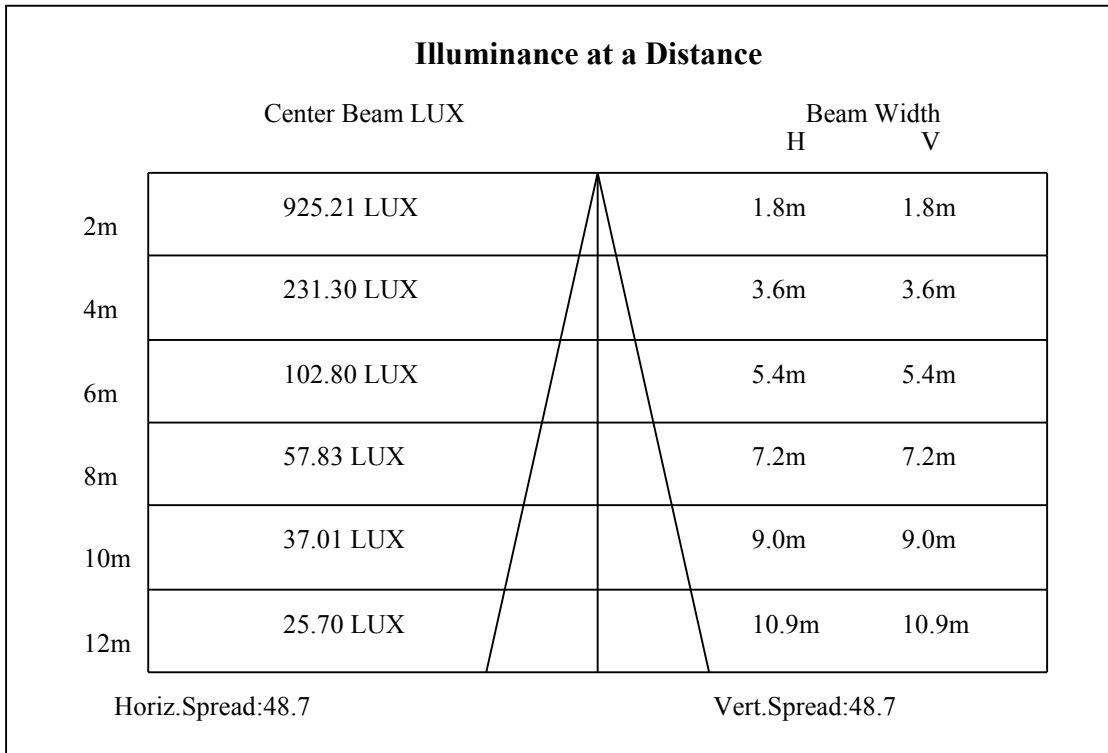 Illuminance at a Distance
Center Beam LUX Beam Width
H V
2m 925.21 LUX 1.8m 1.8m
4m 231.30 LUX 3.6m 3.6m
6m 102.80 LUX 5.4m 5.4m
8m 57.83 LUX 7.2m 7.2m
10m 37.01 LUX 9.0m 9.0m
12m 25.70 LUX 10.9m 10.9m
Horiz.Spread:48.7 Vert.Spread:48.7